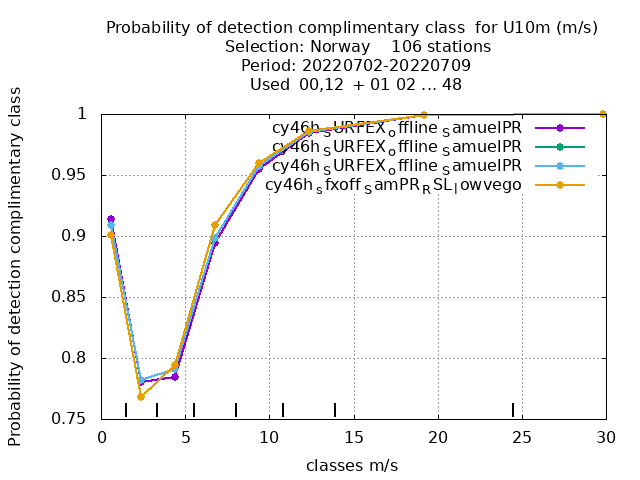 Probability of detection complimentary class for U10m (m/s)
Selection: Norway 106 stations
Period: 20220702-20220709
Used 00,12 + 01 02 ... 48
Probability of detection complimentary class
1
0.95
0.9
0.85
0.8
0.75
cy46h_SURFEX_offline_SamuelPR
cy46h_SURFEX_offline_SamuelPR
cy46h_SURFEX_offline_SamuelPR
cy46h_sfxoff_SamPR_RSL_lowvego
0 5 10 15 20 25 30
classes m/s